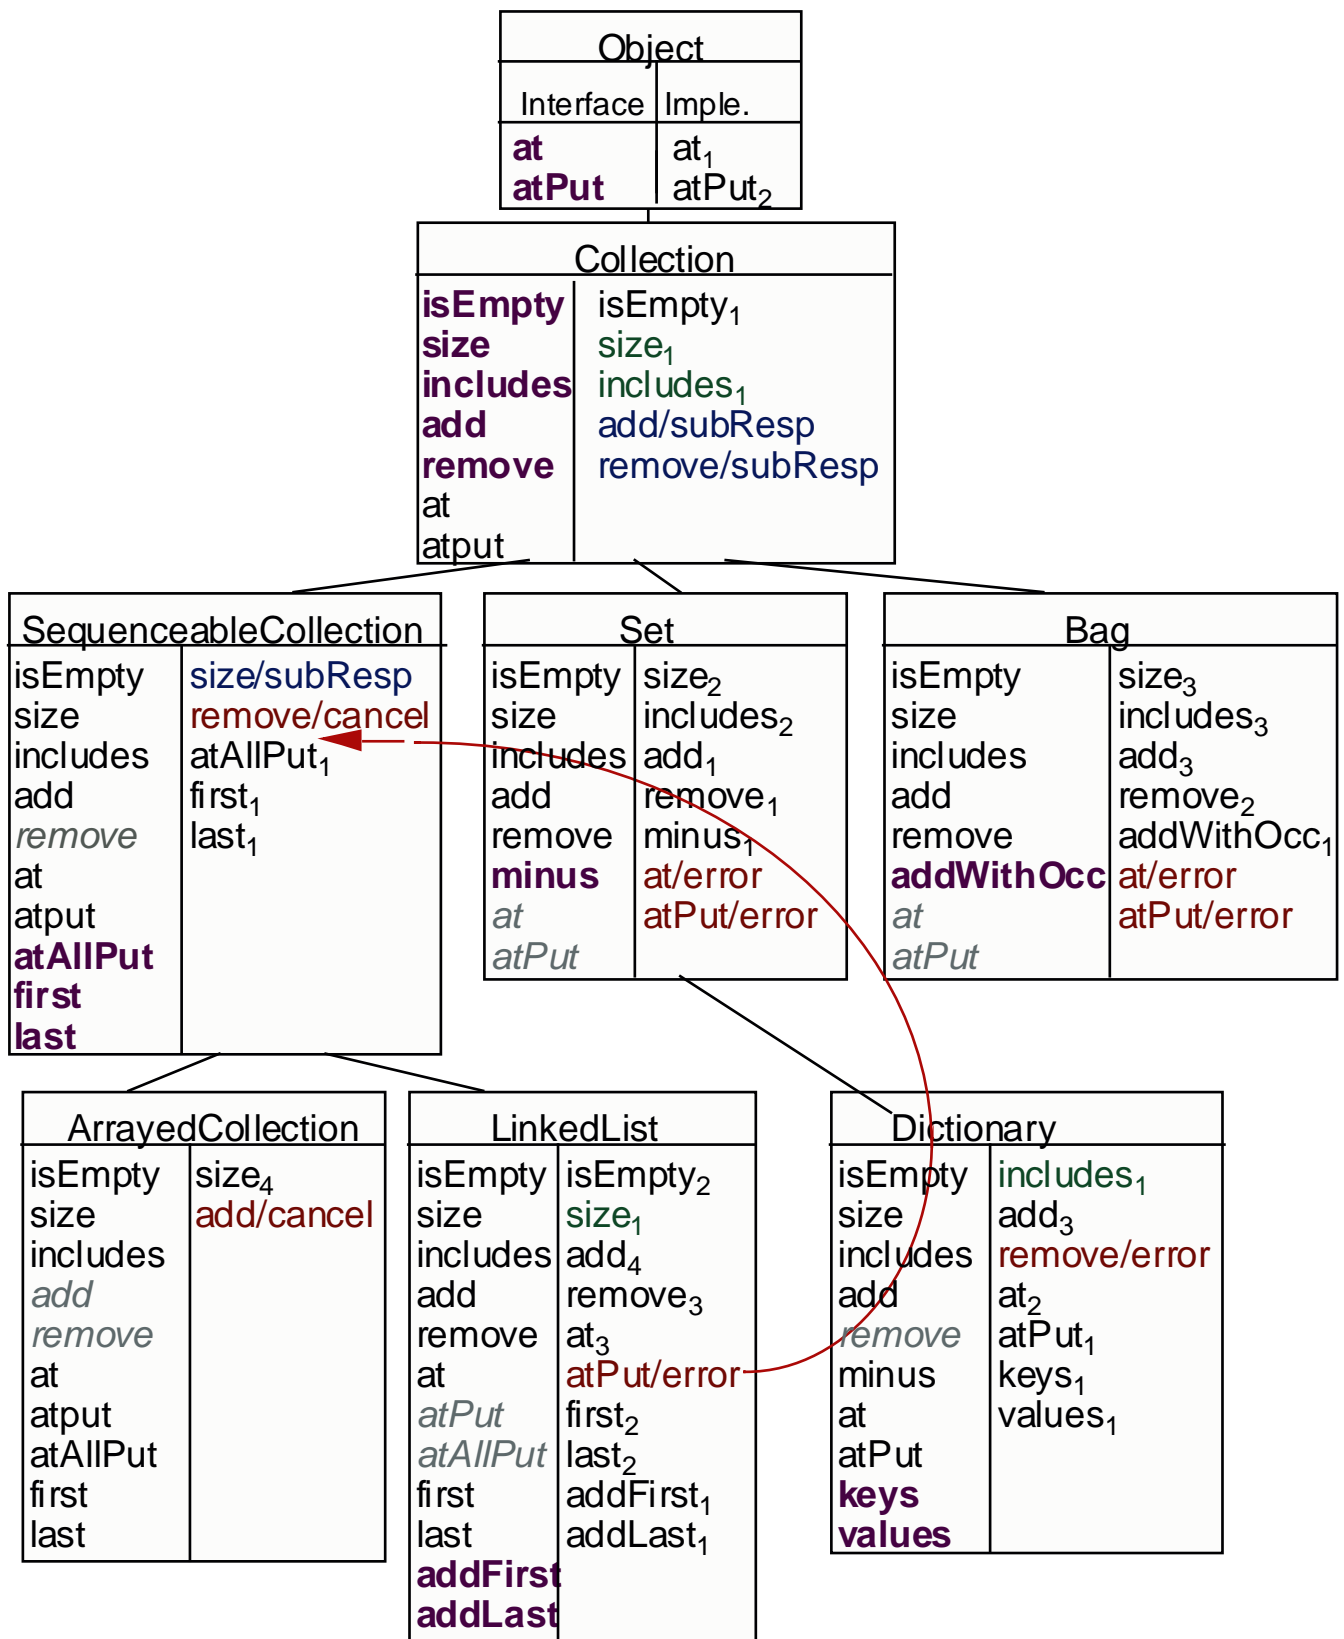 Object
Interface Imple.
at at₁
atPut atPut₂
Collection
isEmpty isEmpty₁
size size₁
includes includes₁
add add/subResp
remove remove/subResp
at
atput
SequenceableCollection
isEmpty size/subResp
size remove/cancel
includes atAllPut₁
add first₁
remove last₁
at
atput
atAllPut
first
last
Set
isEmpty size₂
size includes₂
includes add₁
add remove₁
remove minus₁
minus at/error
at atPut/error
atPut
Bag
isEmpty size₃
size includes₃
includes add₃
add remove₂
remove addWithOcc₁
addWithOcc at/error
at atPut/error
atPut
ArrayedCollection
isEmpty size₄
size add/cancel
includes
add
remove
at
atput
atAllPut
first
last
LinkedList
isEmpty isEmpty₂
size size₁
includes add₄
add remove₃
remove at₃
at atPut/error
atPut first₂
atAllPut last₂
first addFirst₁
last addLast₁
addFirst
addLast
Dictionary
isEmpty includes₁
size add₃
includes remove/error
add at₂
remove atPut₁
minus keys₁
at values₁
atPut
keys
values